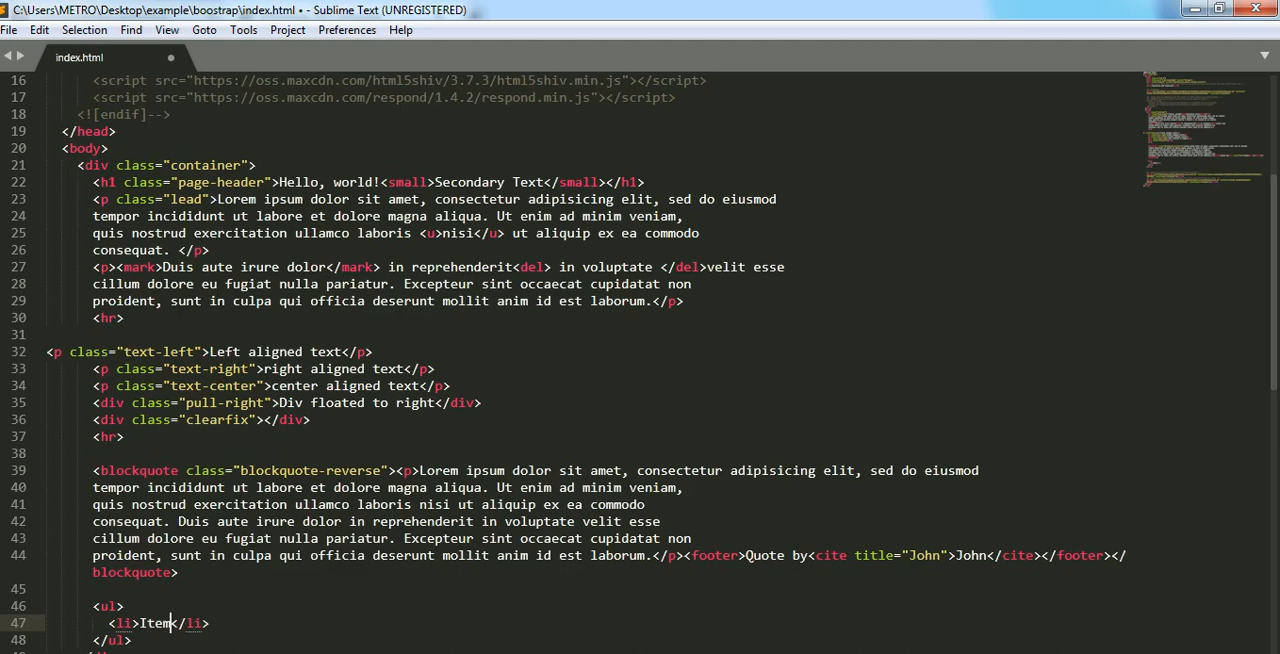 C:\Users\METRO\Desktop\example\boostrap\index.html • - Sublime Text (UNREGISTERED)
File Edit Selection Find View Goto Tools Project Preferences Help
index.html
16 <script src="https://oss.maxcdn.com/html5shiv/3.7.3/html5shiv.min.js"></script>
17 <script src="https://oss.maxcdn.com/respond/1.4.2/respond.min.js"></script>
18 <![endif]-->
19 </head>
20 <body>
21 <div class="container">
22 <h1 class="page-header">Hello, world!<small>Secondary Text</small></h1>
23 <p class="lead">Lorem ipsum dolor sit amet, consectetur adipisicing elit, sed do eiusmod
24 tempor incididunt ut labore et dolore magna aliqua. Ut enim ad minim veniam,
25 quis nostrud exercitation ullamco laboris <u>nisi</u> ut aliquip ex ea commodo
26 consequat. </p>
27 <p><mark>Duis aute irure dolor</mark> in reprehenderit<del> in voluptate </del>velit esse
28 cillum dolore eu fugiat nulla pariatur. Excepteur sint occaecat cupidatat non
29 proident, sunt in culpa qui officia deserunt mollit anim id est laborum.</p>
30 <hr>
31
32 <p class="text-left">Left aligned text</p>
33 <p class="text-right">right aligned text</p>
34 <p class="text-center">center aligned text</p>
35 <div class="pull-right">Div floated to right</div>
36 <div class="clearfix"></div>
37 <hr>
38
39 <blockquote class="blockquote-reverse"><p>Lorem ipsum dolor sit amet, consectetur adipisicing elit, sed do eiusmod
40 tempor incididunt ut labore et dolore magna aliqua. Ut enim ad minim veniam,
41 quis nostrud exercitation ullamco laboris nisi ut aliquip ex ea commodo
42 consequat. Duis aute irure dolor in reprehenderit in voluptate velit esse
43 cillum dolore eu fugiat nulla pariatur. Excepteur sint occaecat cupidatat non
44 proident, sunt in culpa qui officia deserunt mollit anim id est laborum.</p><footer>Quote by<cite title="John">John</cite></footer></
blockquote>
45
46 <ul>
47 <li>Item</li>
48 </ul>